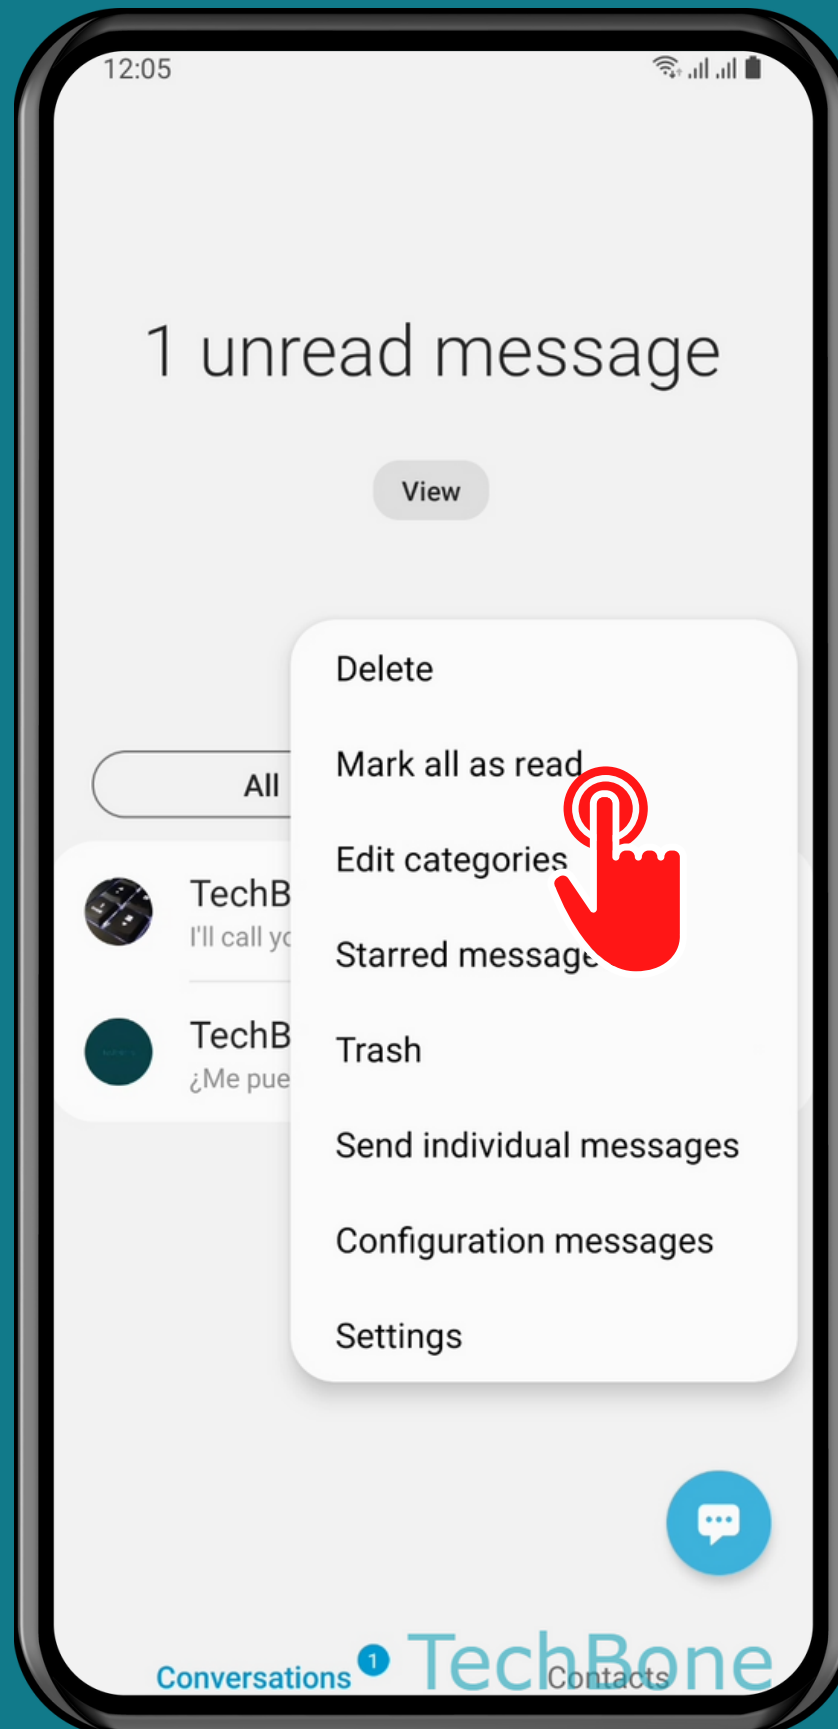 12:05
1 unread message
View
Delete
Mark all as read
All
Edit categories
TechB
I'll call yo
Starred message
TechB
¿Me pue
Trash
Send individual messages
Configuration messages
Settings
Conversations 1
Contacts
TechBone